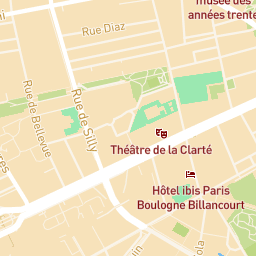 musée des
années trente
Rue Diaz
Rue de Bellevue
Rue de Silly
Théâtre de la Clarté
Hôtel ibis Paris
Boulogne Billancourt